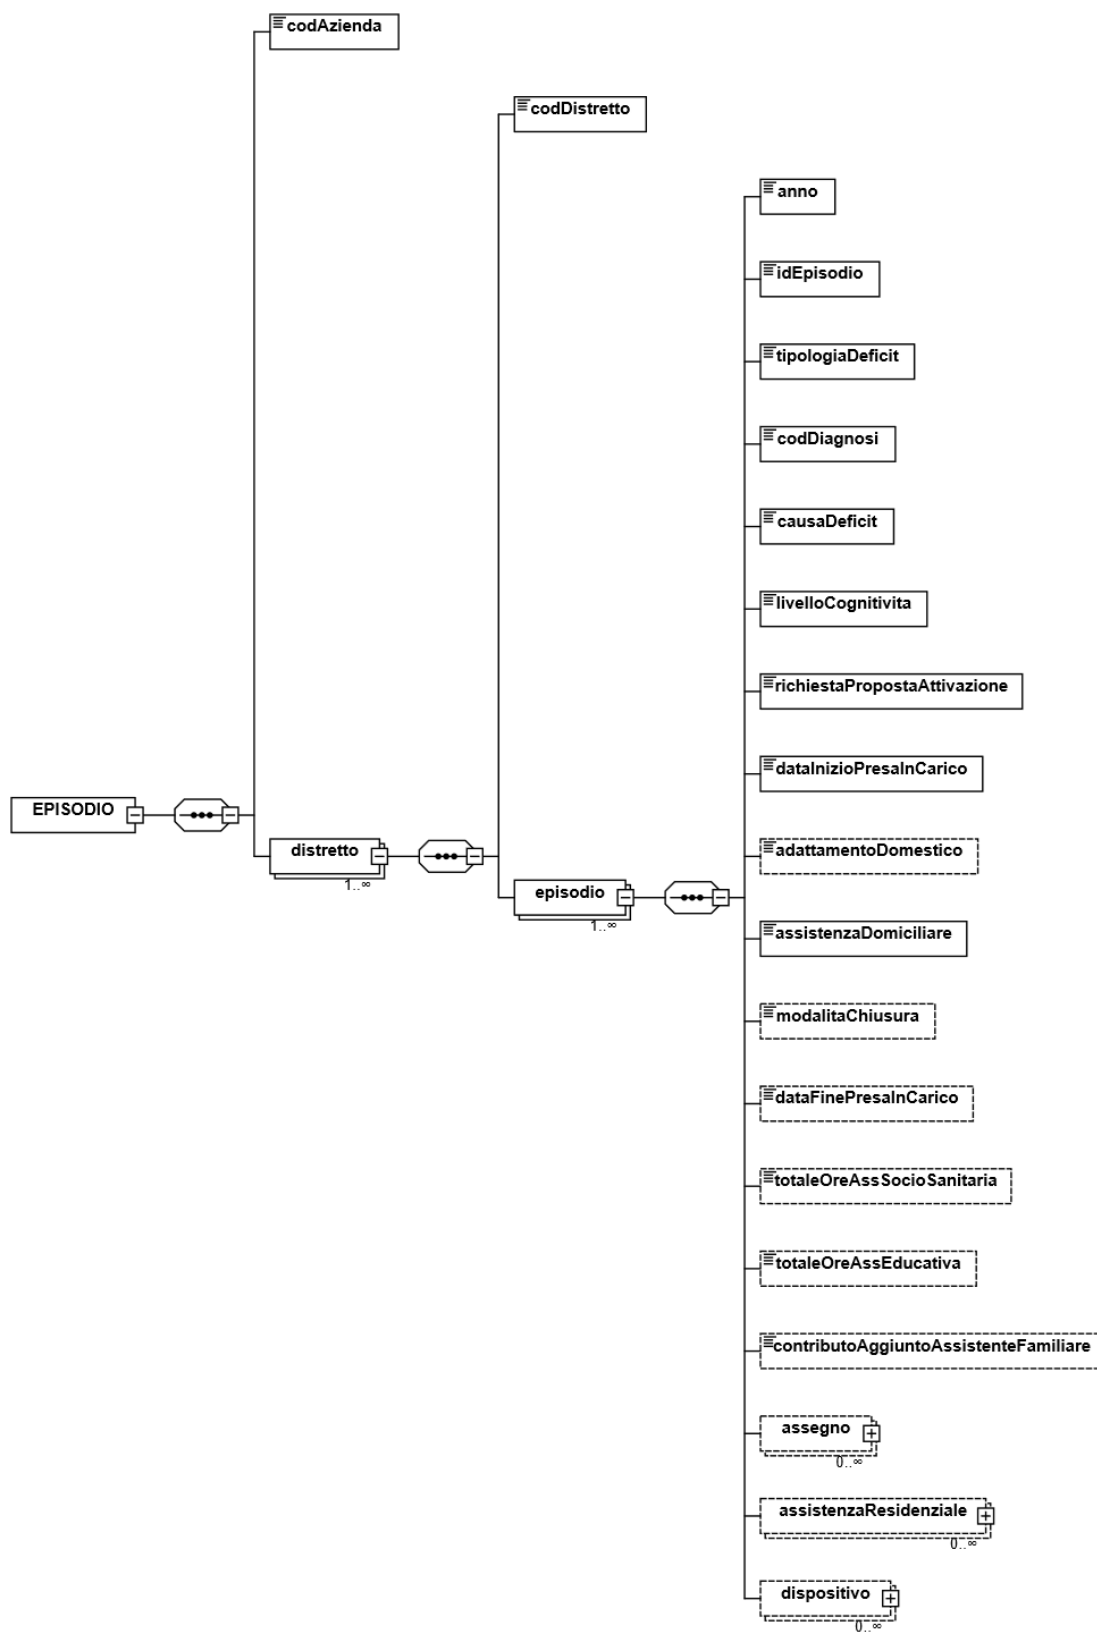 codAzienda
codDistretto
anno
idEpisodio
tipologiaDeficit
codDiagnosi
causaDeficit
livelloCognitivita
richiestaPropostaAttivazione
dataInizioPresaInCarico
EPISODIO
distretto
1..∞
adattamentoDomestico
episodio
1..∞
assistenzaDomiciliare
modalitaChiusura
dataFinePresaInCarico
totaleOreAssSocioSanitaria
totaleOreAssEducativa
contributoAggiuntoAssistenteFamiliare
assegno
0..∞
assistenzaResidenziale
0..∞
dispositivo
0..∞